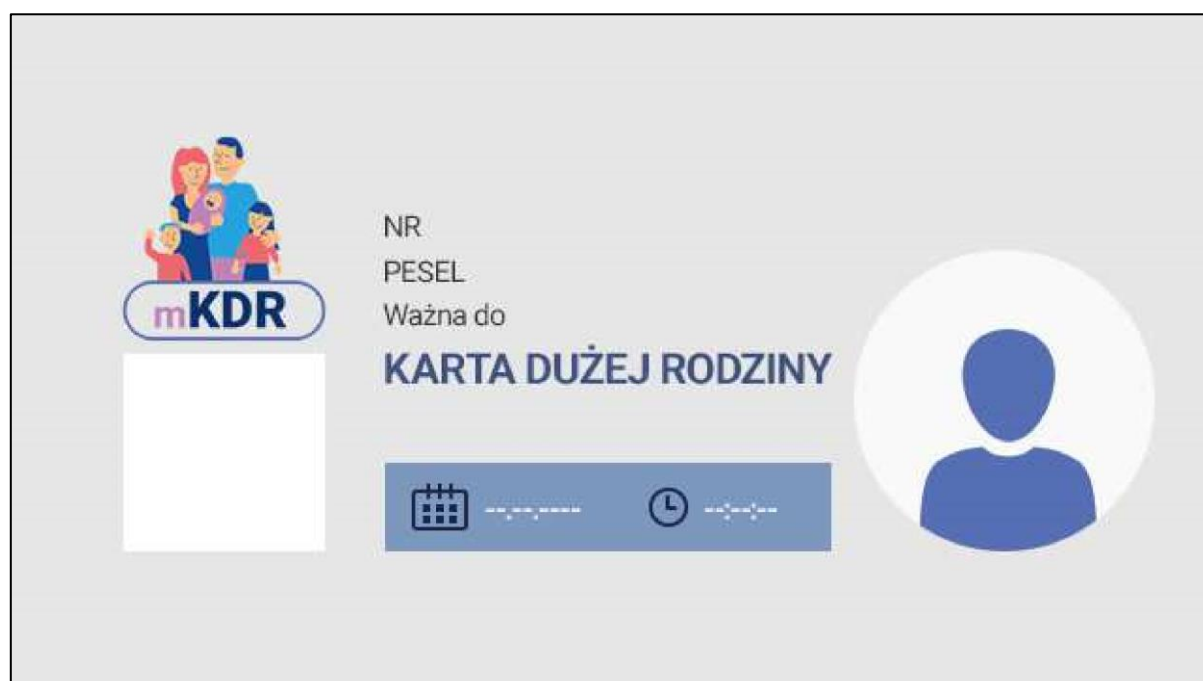 mKDR
NR
PESEL
Ważna do
KARTA DUŻEJ RODZINY
--.--.---- --:--:--